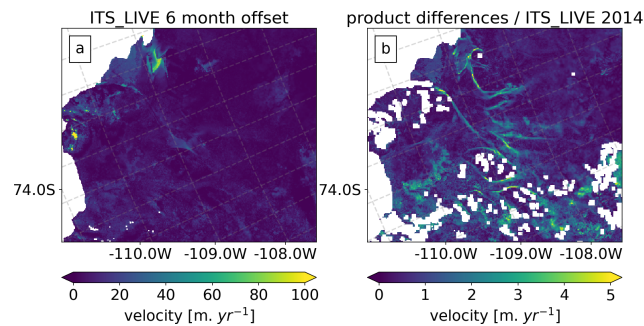 ITS_LIVE 6 month offset
product differences / ITS_LIVE 2014
a
b
74.0S
74.0S
-110.0W -109.0W -108.0W
-110.0W -109.0W -108.0W
0 20 40 60 80 100
0 1 2 3 4 5
velocity [m. yr⁻¹]
velocity [m. yr⁻¹]